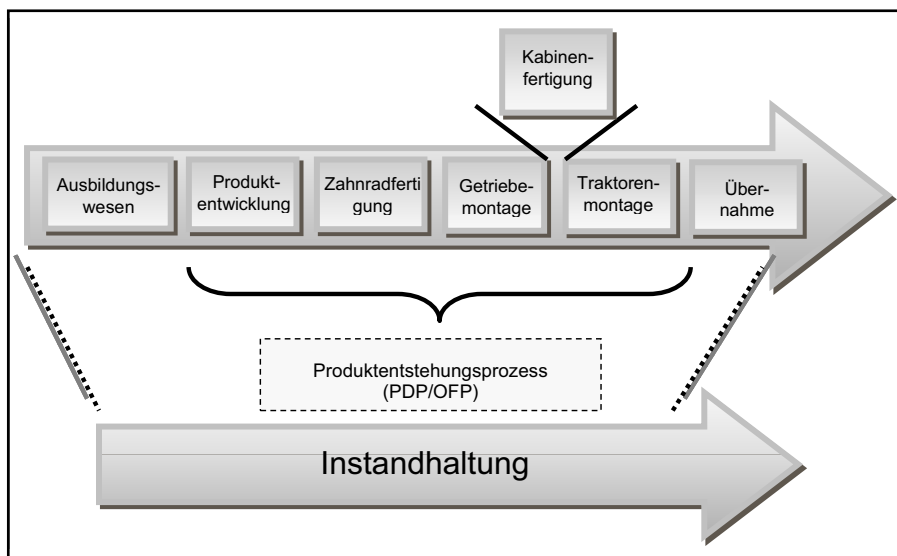 Kabinen-
fertigung
Ausbildungs-
wesen
Produkt-
entwicklung
Zahnradferti
gung
Getriebe-
montage
Traktoren-
montage
Über-
nahme
Produktentstehungsprozess
(PDP/OFP)
Instandhaltung